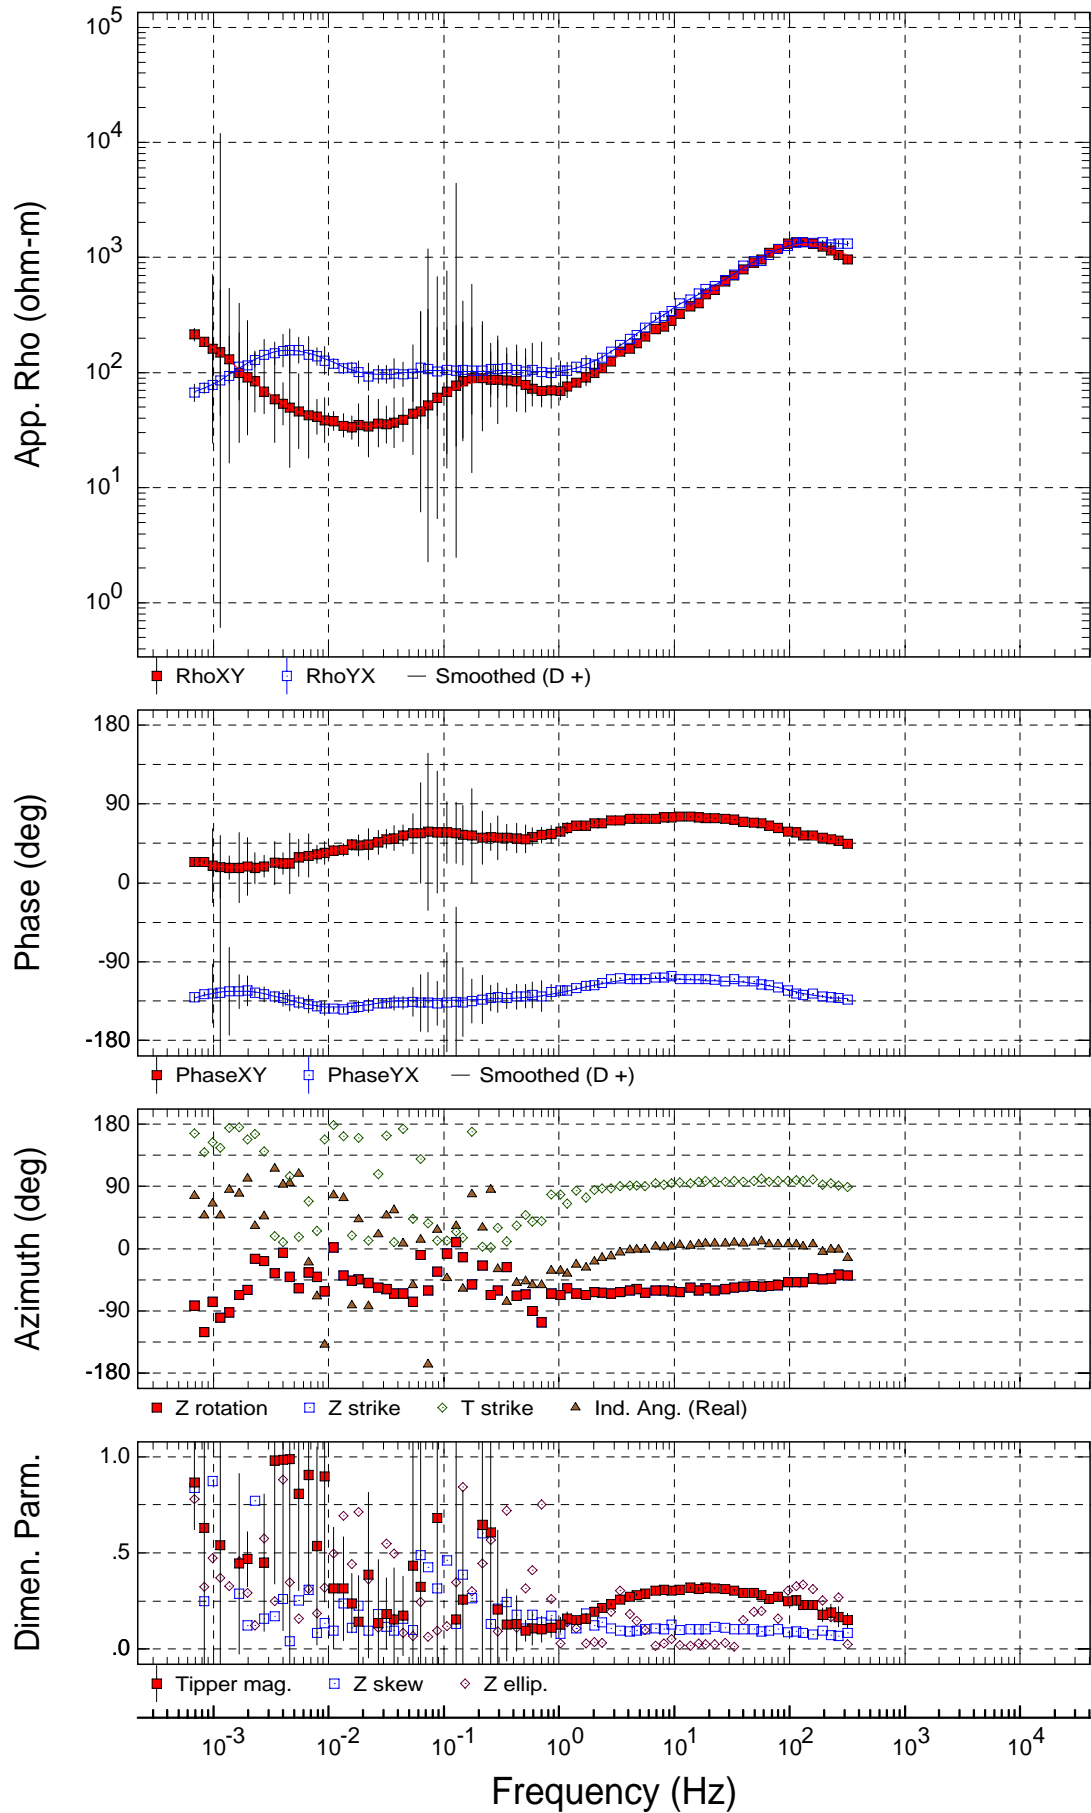 10^5
10^4
10^3
10^2
10^1
10^0
App. Rho (ohm-m)
RhoXY RhoYX Smoothed (D +)
180
90
0
-90
-180
Phase (deg)
PhaseXY PhaseYX Smoothed (D +)
180
90
0
-90
-180
Azimuth (deg)
Z rotation Z strike T strike Ind. Ang. (Real)
1.0
.5
.0
Dimen. Parm.
Tipper mag. Z skew Z ellip.
10^-3 10^-2 10^-1 10^0 10^1 10^2 10^3 10^4
Frequency (Hz)